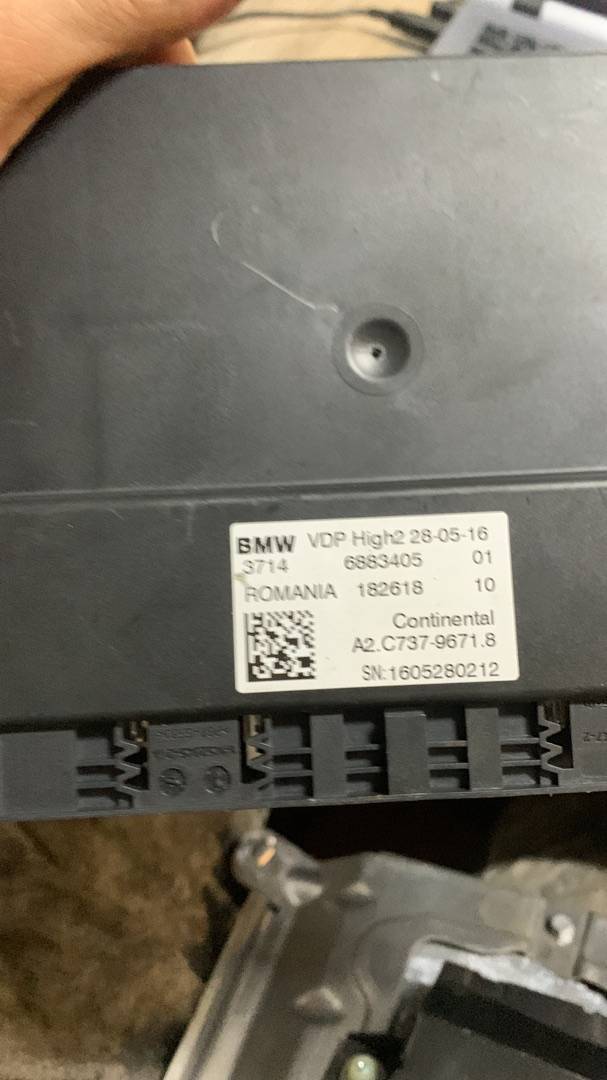 BMW VDP High2 28-05-16
3714 6883405 01
ROMANIA 182618 10
Continental
A2.C737-9671.8
SN:1605280212